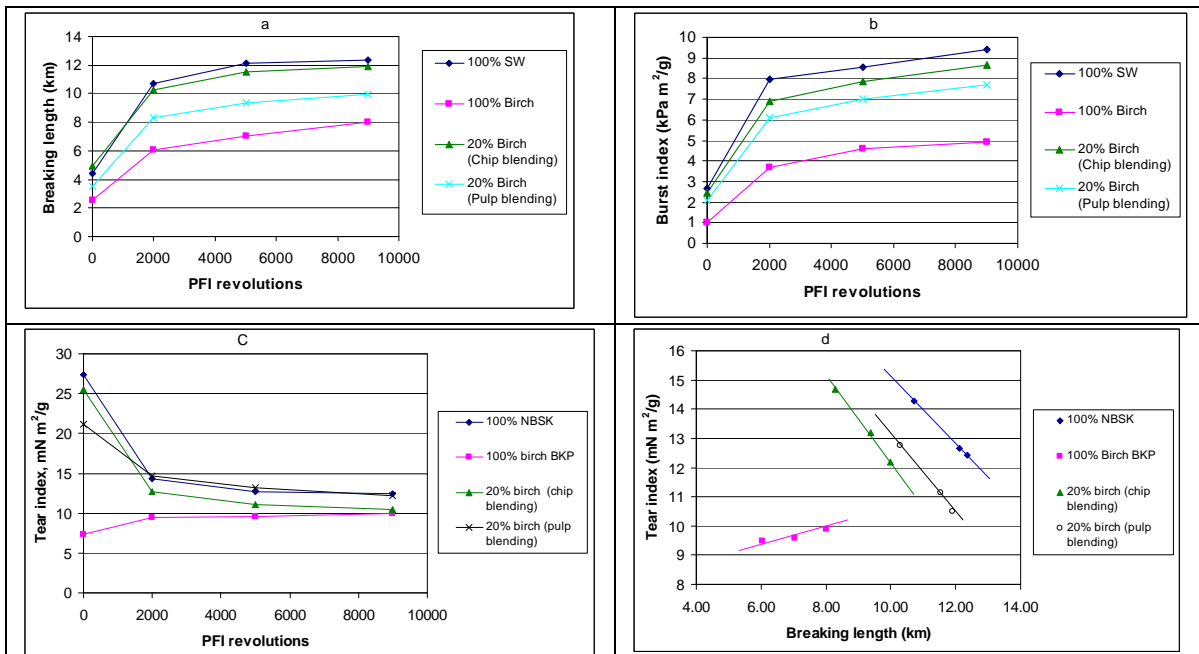 a
14
12
10
8
6
4
2
0
0 2000 4000 6000 8000 10000
Breaking length (km)
PFI revolutions
100% SW
100% Birch
20% Birch
(Chip blending)
20% Birch
(Pulp blending)
b
10
9
8
7
6
5
4
3
2
1
0
0 2000 4000 6000 8000 10000
Burst index (kPa m²/g)
PFI revolutions
100% SW
100% Birch
20% Birch
(Chip blending)
20% Birch
(Pulp blending)
C
30
25
20
15
10
5
0
0 2000 4000 6000 8000 10000
Tear index, mN m²/g)
PFI revolutions
100% NBSK
100% birch BKP
20% birch (chip
blending)
20% birch (pulp
blending)
d
16
15
14
13
12
11
10
9
8
4.00 6.00 8.00 10.00 12.00 14.00
Tear index (mN m²/g)
Breaking length (km)
100% NBSK
100% Birch BKP
20% birch (chip
blending)
20% birch (pulp
blending)